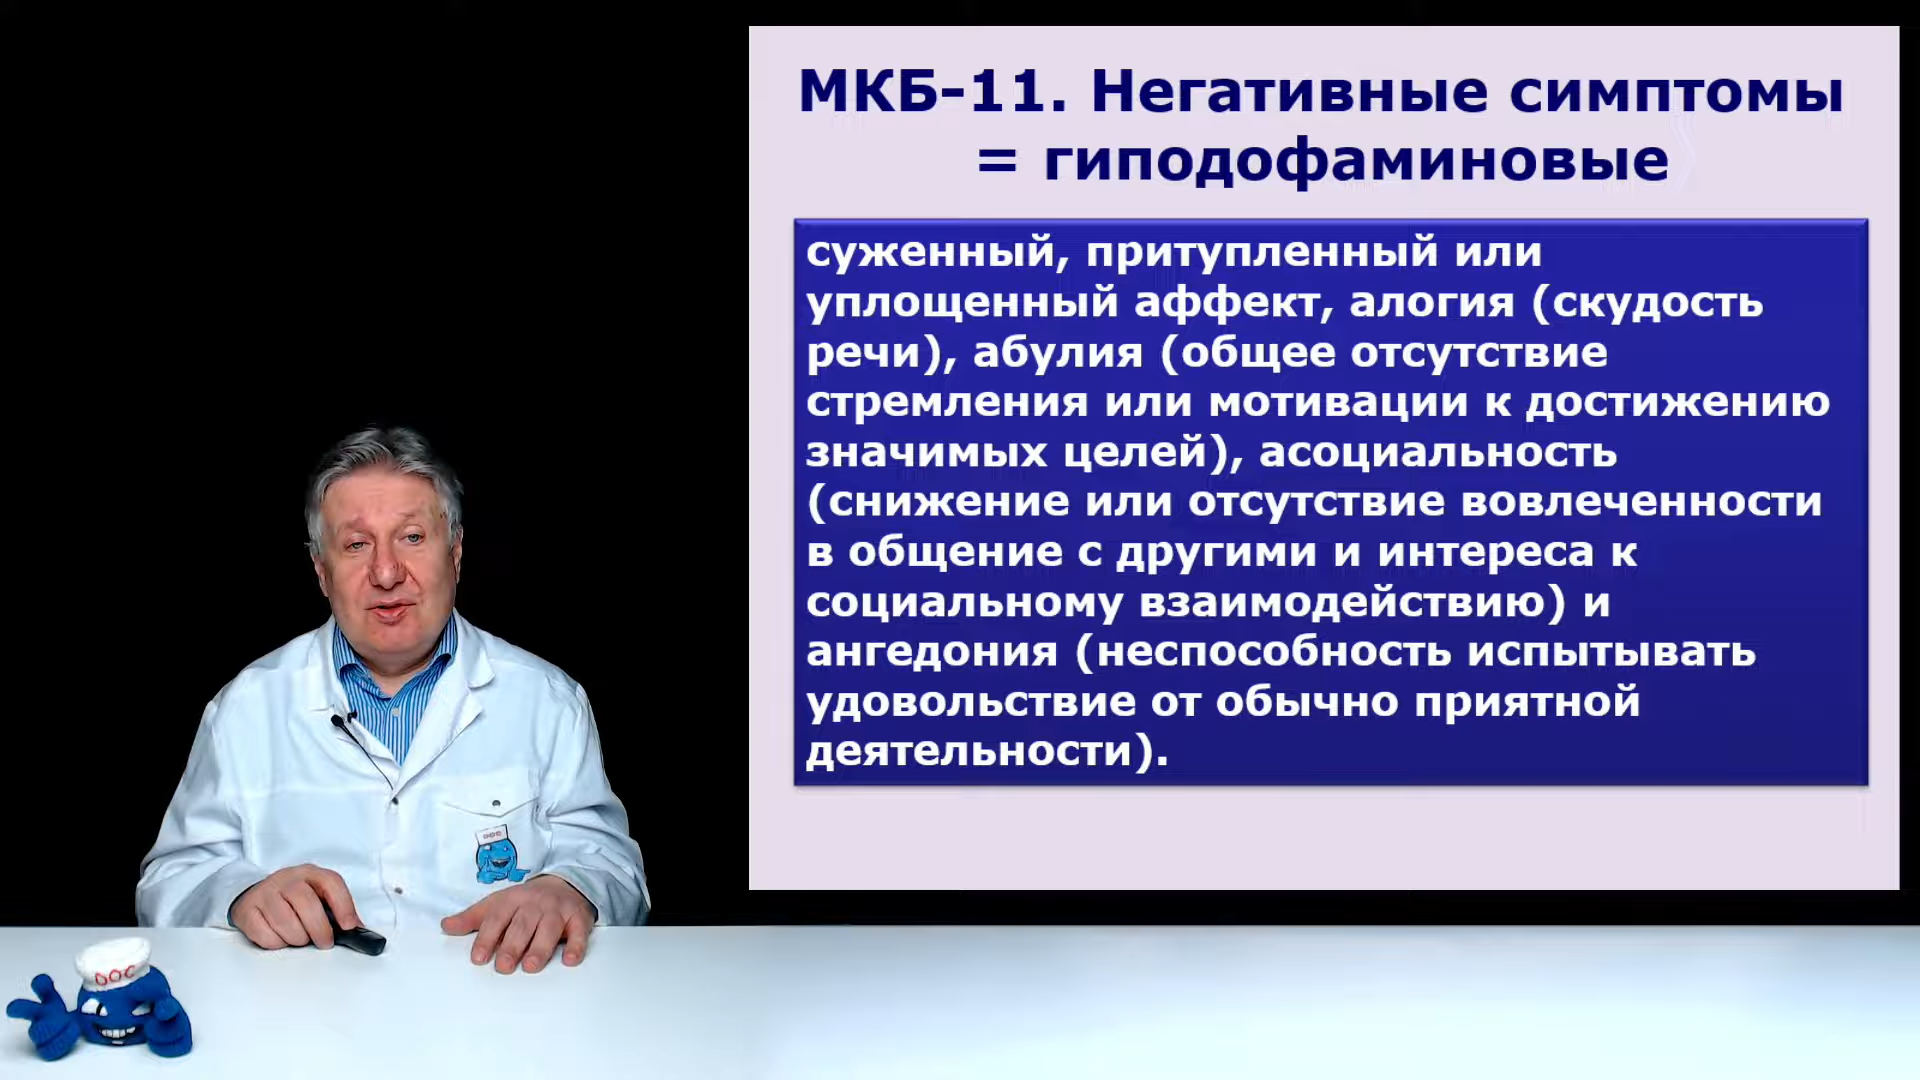 МКБ-11. Негативные симптомы
= гиподофаминовые
суженный, притупленный или
уплощенный аффект, алогия (скудость
речи), абулия (общее отсутствие
стремления или мотивации к достижению
значимых целей), асоциальность
(снижение или отсутствие вовлеченности
в общение с другими и интереса к
социальному взаимодействию) и
ангедония (неспособность испытывать
удовольствие от обычно приятной
деятельности).
DOC